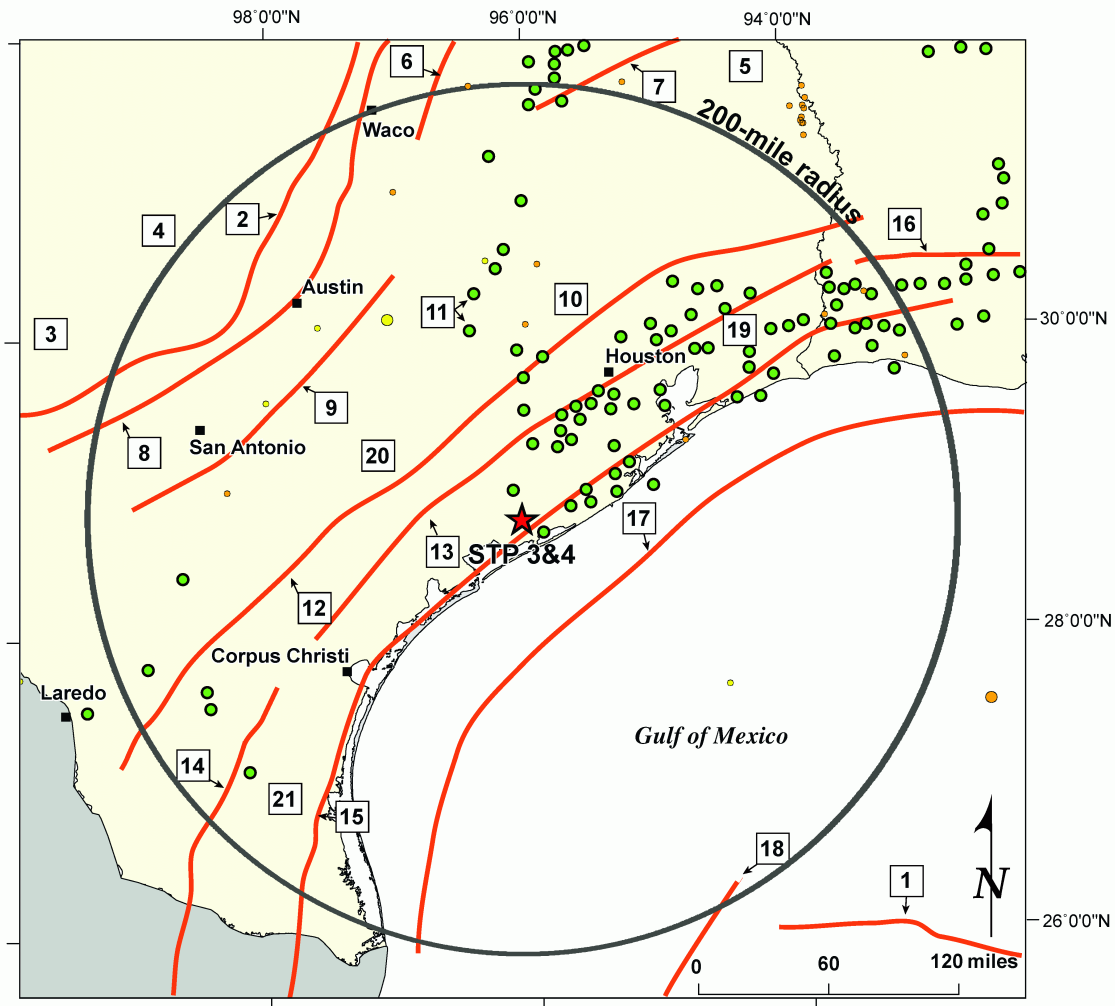 98°0'0"W
96°0'0"W
94°0'0"W
6
7
5
200-mile radius
Waco
2
4
16
Austin
3
11
10
30°0'0"N
19
Houston
9
8
San Antonio
20
17
13
STP 3&4
12
28°0'0"N
Corpus Christi
Laredo
Gulf of Mexico
14
21
15
18
1
N
26°0'0"N
0
60
120 miles